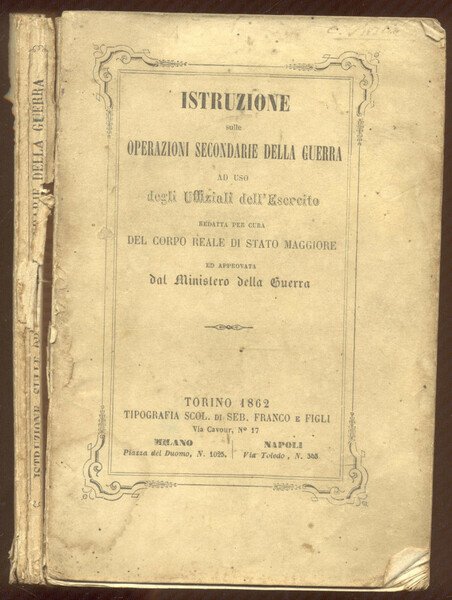 ISTRUZIONE
sulle
OPERAZIONI SECONDARIE DELLA GUERRA
AD USO
degli Uffiziali dell'Esercito
REDATTA PER CURA
DEL CORPO REALE DI STATO MAGGIORE
ED APPROVATA
dal Ministero della Guerra
TORINO 1862
TIPOGRAFIA SCOL. DI SEB. FRANCO E FIGLI
Via Cavour, Nº 17
MILANO
Piazza del Duomo, N. 1025.
NAPOLI
Via Toledo, N.
ISTRUZIONE SULLE
DELLA GUERRA